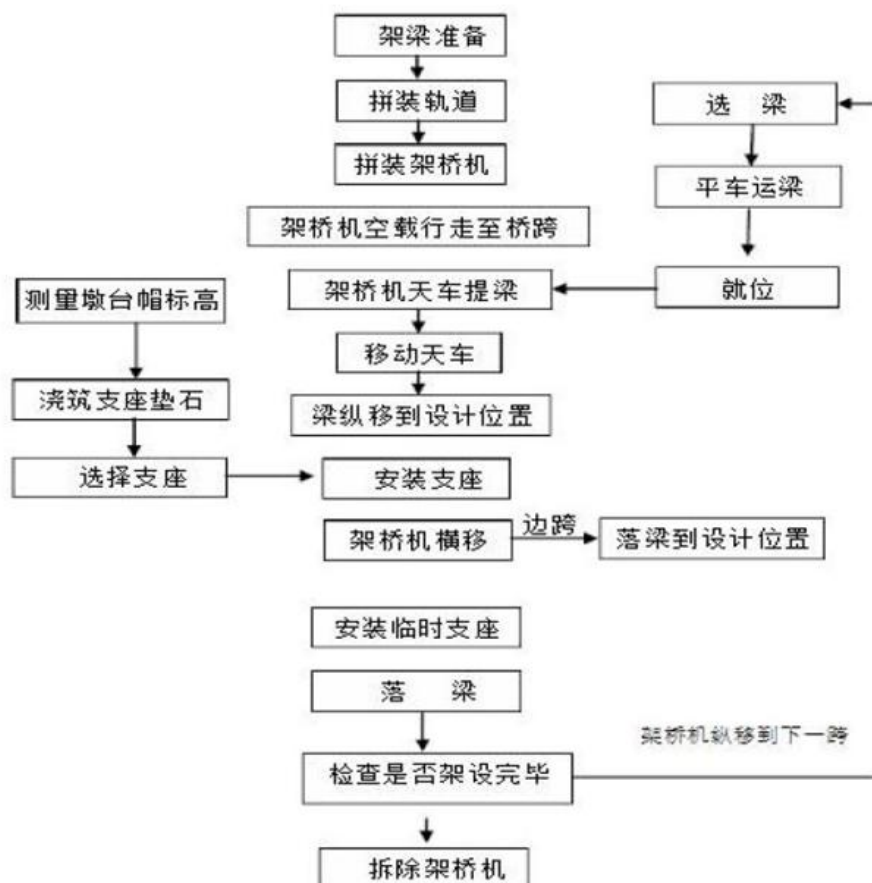 架梁准备
拼装轨道
选 梁
拼装架桥机
平车运梁
架桥机空载行走至桥跨
测量墩台帽标高
架桥机天车提梁
就位
移动天车
浇筑支座垫石
梁纵移到设计位置
选择支座
安装支座
架桥机横移
边跨
落梁到设计位置
安装临时支座
落 梁
架桥机纵移到下一跨
检查是否架设完毕
拆除架桥机